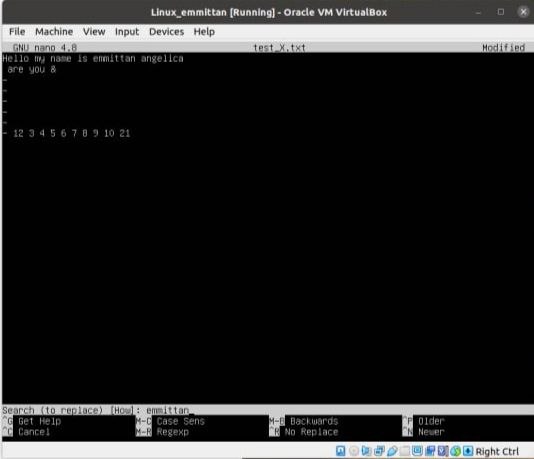 Linux_emmittan [Running] - Oracle VM VirtualBox
File Machine View Input Devices Help
GNU nano 4.8 test_X.txt Modified
Hello my name is emmittan angelica
are you &
-
-
-
-
-
- 12 3 4 5 6 7 8 9 10 21
Search (to replace) [How]: emmittan_
^G Get Help M-C Case Sens M-B Backwards ^P Older
^C Cancel M-R Regexp ^R No Replace ^N Newer
Right Ctrl